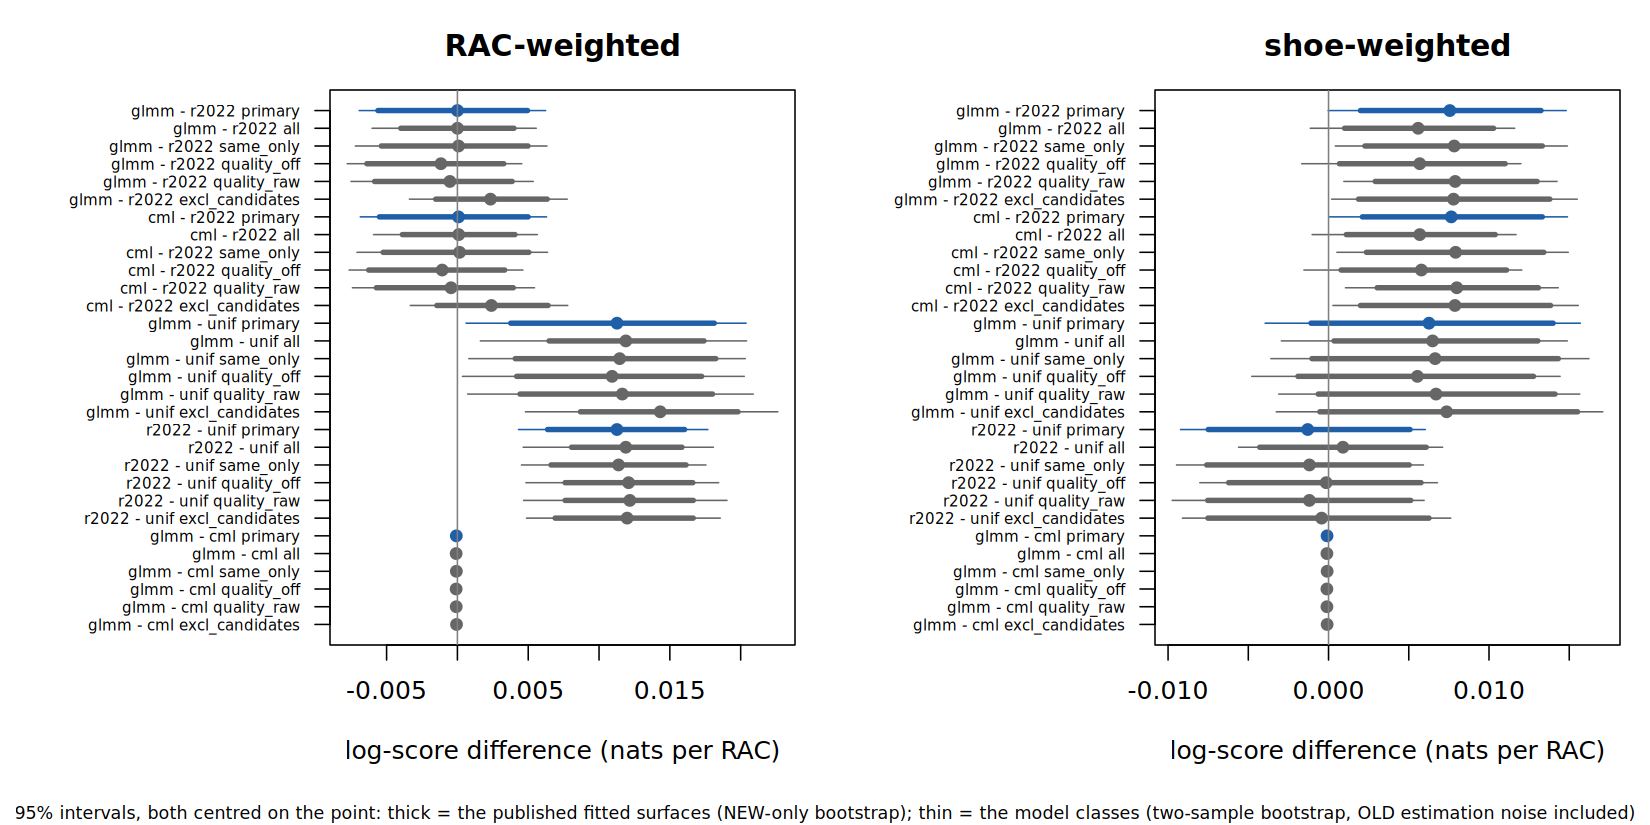 RAC-weighted
glmm - r2022 primary
glmm - r2022 all
glmm - r2022 same_only
glmm - r2022 quality_off
glmm - r2022 quality_raw
glmm - r2022 excl_candidates
cml - r2022 primary
cml - r2022 all
cml - r2022 same_only
cml - r2022 quality_off
cml - r2022 quality_raw
cml - r2022 excl_candidates
glmm - unif primary
glmm - unif all
glmm - unif same_only
glmm - unif quality_off
glmm - unif quality_raw
glmm - unif excl_candidates
r2022 - unif primary
r2022 - unif all
r2022 - unif same_only
r2022 - unif quality_off
r2022 - unif quality_raw
r2022 - unif excl_candidates
glmm - cml primary
glmm - cml all
glmm - cml same_only
glmm - cml quality_off
glmm - cml quality_raw
glmm - cml excl_candidates
-0.005 0.005 0.015
log-score difference (nats per RAC)
shoe-weighted
glmm - r2022 primary
glmm - r2022 all
glmm - r2022 same_only
glmm - r2022 quality_off
glmm - r2022 quality_raw
glmm - r2022 excl_candidates
cml - r2022 primary
cml - r2022 all
cml - r2022 same_only
cml - r2022 quality_off
cml - r2022 quality_raw
cml - r2022 excl_candidates
glmm - unif primary
glmm - unif all
glmm - unif same_only
glmm - unif quality_off
glmm - unif quality_raw
glmm - unif excl_candidates
r2022 - unif primary
r2022 - unif all
r2022 - unif same_only
r2022 - unif quality_off
r2022 - unif quality_raw
r2022 - unif excl_candidates
glmm - cml primary
glmm - cml all
glmm - cml same_only
glmm - cml quality_off
glmm - cml quality_raw
glmm - cml excl_candidates
-0.010 0.000 0.010
log-score difference (nats per RAC)
95% intervals, both centred on the point: thick = the published fitted surfaces (NEW-only bootstrap); thin = the model classes (two-sample bootstrap, OLD estimation noise included)